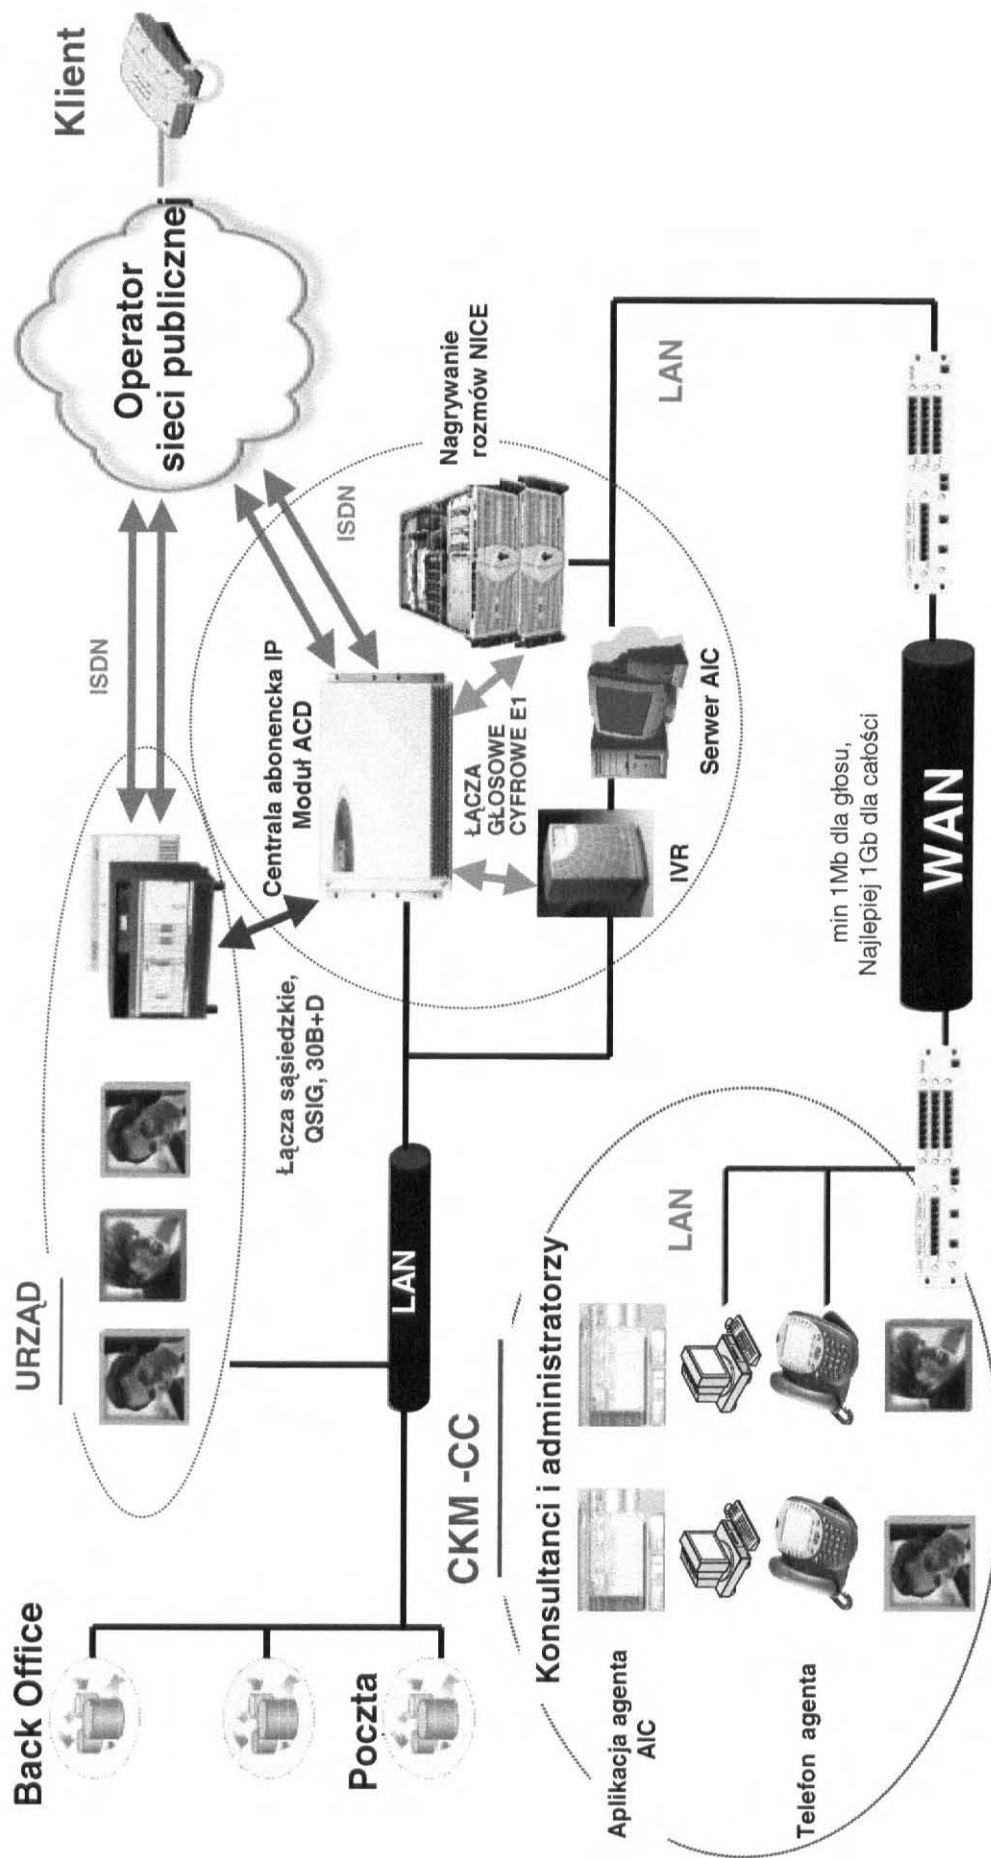 Klient
Operator
sieci publicznej
ISDN
ISDN
URZĄD
Back Office
Poczta
LAN
Łącza sąsiedzkie,
QSIG, 30B+D
Centrala abonencka IP
Moduł ACD
ŁĄCZA
GŁOSOWE
CYFROWE E1
Nagrywanie
rozmów NICE
IVR
Serwer AIC
LAN
CKM -CC
Konsultanci i administratorzy
LAN
Aplikacja agenta
AIC
Telefon agenta
min 1Mb dla głosu,
Najlepiej 1Gb dla całości
WAN